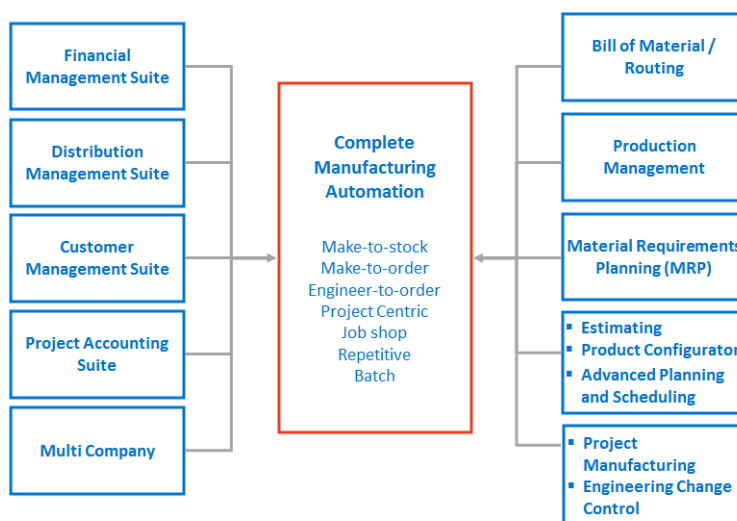 Financial
Management Suite
Distribution
Management Suite
Customer
Management Suite
Project Accounting
Suite
Multi Company
Complete
Manufacturing
Automation
Make-to-stock
Make-to-order
Engineer-to-order
Project Centric
Job shop
Repetitive
Batch
Bill of Material /
Routing
Production
Management
Material Requirements
Planning (MRP)
▪ Estimating
▪ Product Configurator
▪ Advanced Planning
and Scheduling
▪ Project
Manufacturing
▪ Engineering Change
Control